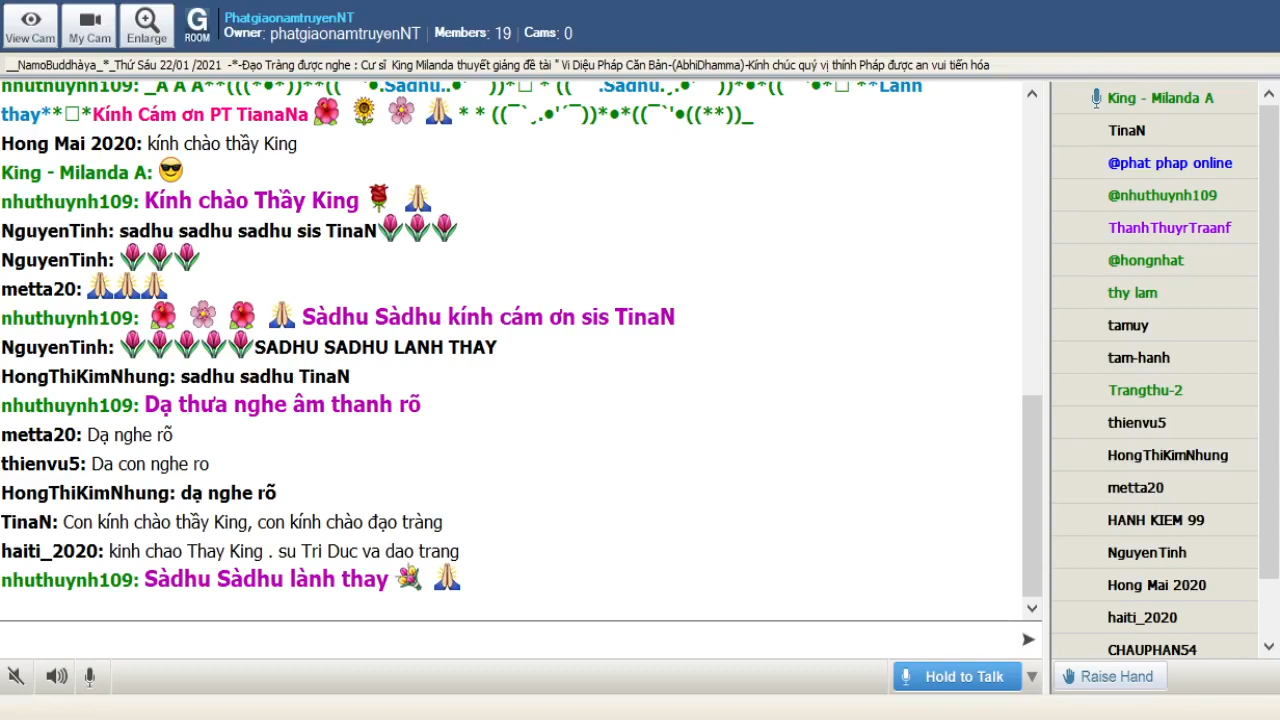 View Cam
My Cam
Enlarge
G
ROOM
PhatgiaonamtruyenNT
Owner: phatgiaonamtruyenNT | Members: 19 | Cams: 0
__NamoBuddhàya_*_Thứ Sáu 22/01 /2021 -*-Đạo Tràng được nghe : Cư sĩ King Milanda thuyết giảng đề tài " Vi Diệu Pháp Căn Bản-(AbhiDhamma)-Kính chúc quý vị thính Pháp được an vui tiến hóa
nhuthuynh109: _A A A**(((*●*))**((¯`●.Sadhu..●´¯))*□ * ((¯ .Sadhu.,.●´¯))*●*((¯`●*□ **Lành
thay**□*Kính Cám ơn PT TianaNa 🌺 🌻 🌸 🙏 * * ((¯`¸.●'´¯))*●*((¯`'●((**))_
Hong Mai 2020: kính chào thầy King
King - Milanda A: 😎
nhuthuynh109: Kính chào Thầy King 🌹 🙏
NguyenTinh: sadhu sadhu sadhu sis TinaN🌷🌷🌷
NguyenTinh: 🌷🌷🌷
metta20: 🙏🙏🙏
nhuthuynh109: 🌺 🌸 🌺 🙏 Sàdhu Sàdhu kính cám ơn sis TinaN
NguyenTinh: 🌷🌷🌷🌷🌷SADHU SADHU LANH THAY
HongThiKimNhung: sadhu sadhu TinaN
nhuthuynh109: Dạ thưa nghe âm thanh rõ
metta20: Dạ nghe rõ
thienvu5: Da con nghe ro
HongThiKimNhung: dạ nghe rõ
TinaN: Con kính chào thầy King, con kính chào đạo tràng
haiti_2020: kinh chao Thay King . su Tri Duc va dao trang
nhuthuynh109: Sàdhu Sàdhu lành thay 💐 🙏
King - Milanda A
TinaN
@phat phap online
@nhuthuynh109
ThanhThuyrTraanf
@hongnhat
thy lam
tamuy
tam-hanh
Trangthu-2
thienvu5
HongThiKimNhung
metta20
HANH KIEM 99
NguyenTinh
Hong Mai 2020
haiti_2020
CHAUPHAN54
Hold to Talk
Raise Hand